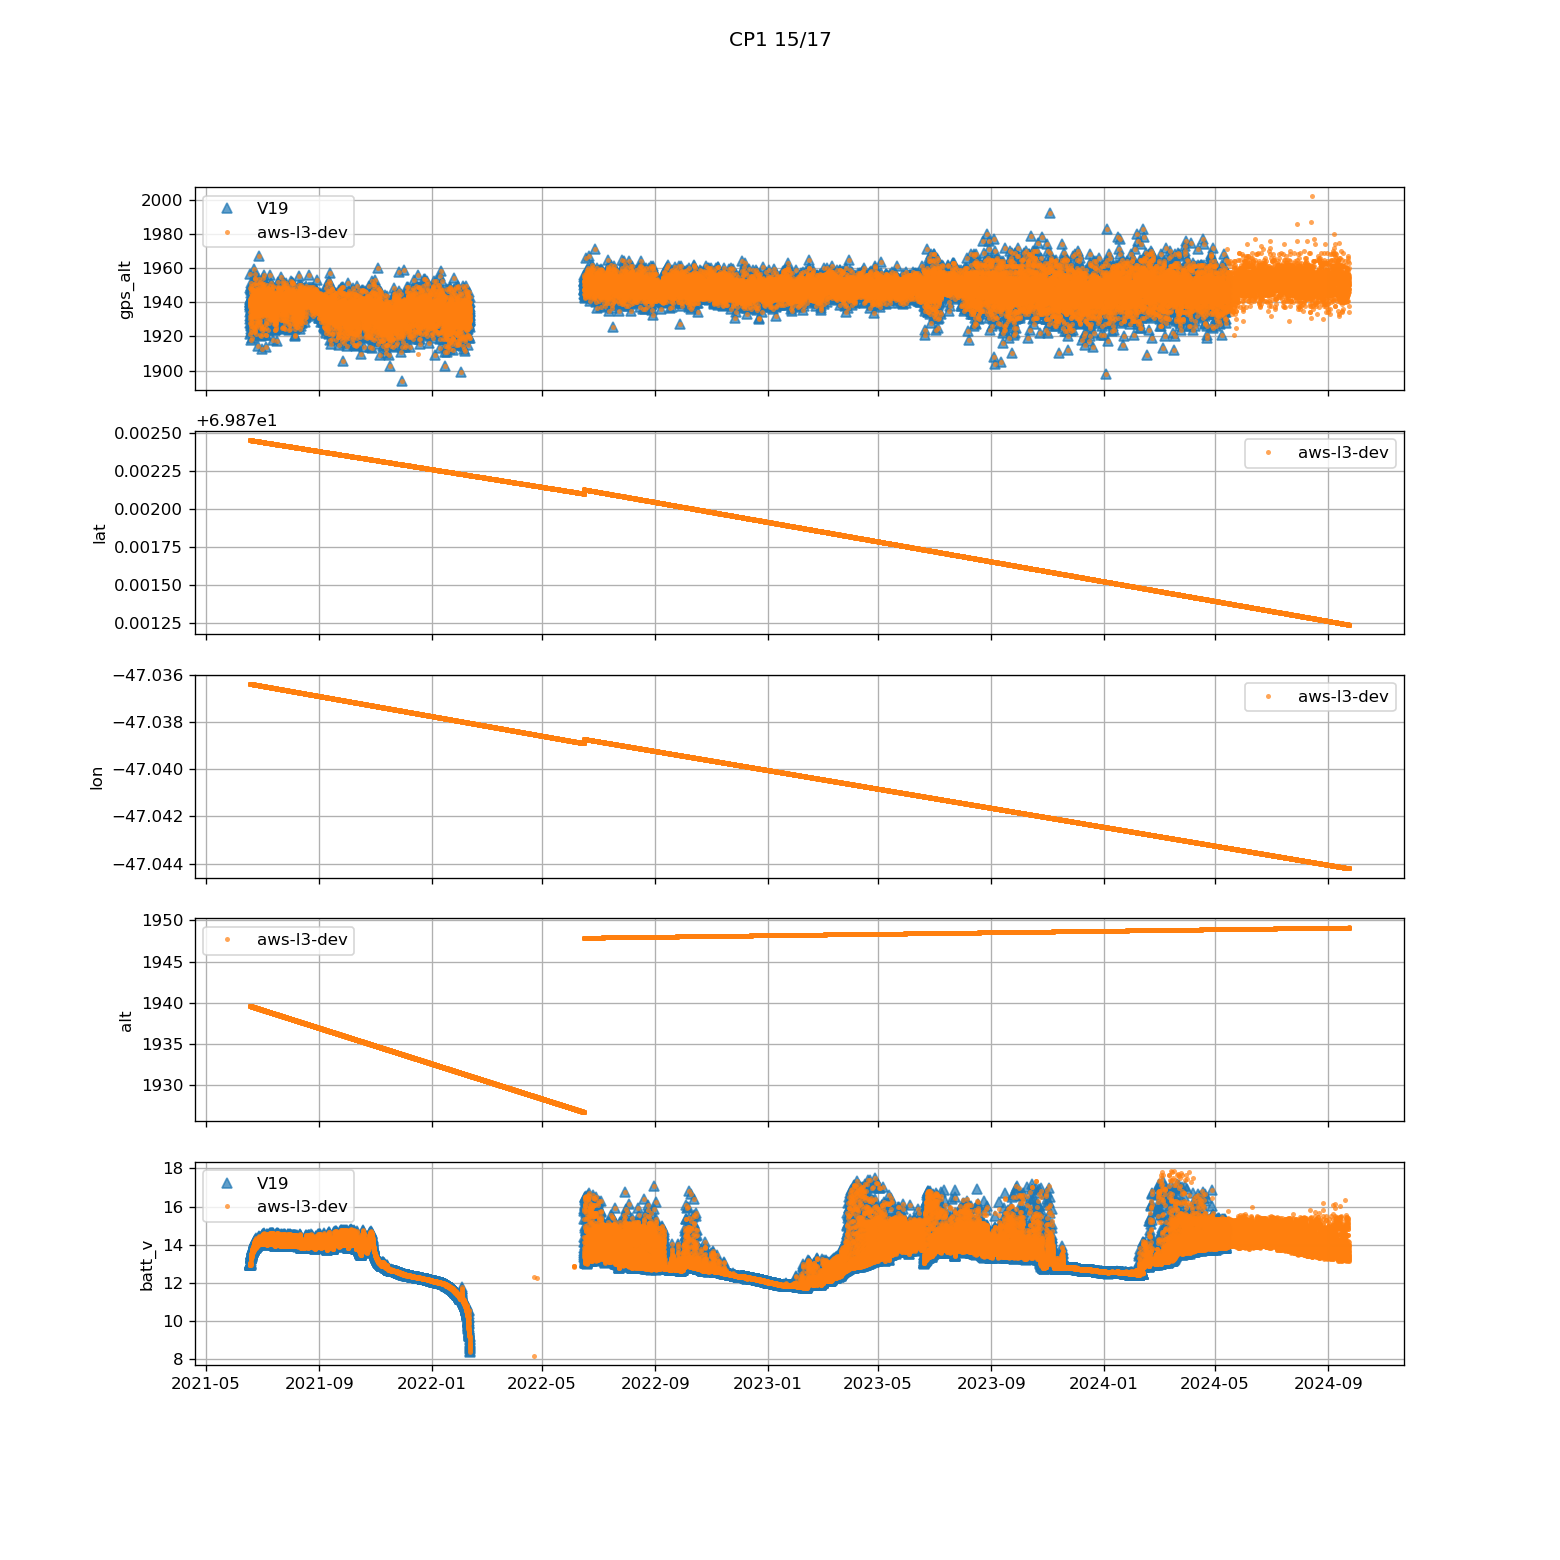 CP1 15/17
2000
1980
1960
1940
1920
1900
gps_alt
V19
aws-l3-dev
+6.987e1
0.00250
0.00225
0.00200
0.00175
0.00150
0.00125
lat
aws-l3-dev
−47.036
−47.038
−47.040
−47.042
−47.044
lon
aws-l3-dev
1950
1945
1940
1935
1930
alt
aws-l3-dev
18
16
14
12
10
8
batt_v
V19
aws-l3-dev
2021-05 2021-09 2022-01 2022-05 2022-09 2023-01 2023-05 2023-09 2024-01 2024-05 2024-09